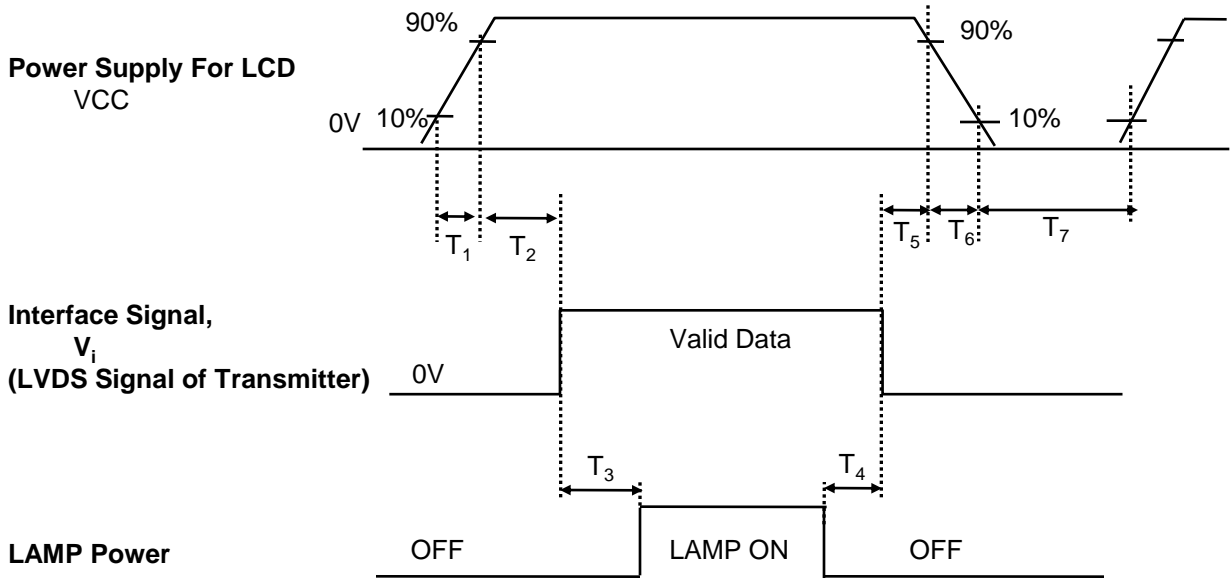 90%
90%
Power Supply For LCD
VCC
0V
10%
10%
T1
T2
T5
T6
T7
Interface Signal,
Vi
(LVDS Signal of Transmitter)
0V
Valid Data
T3
T4
LAMP Power
OFF
LAMP ON
OFF